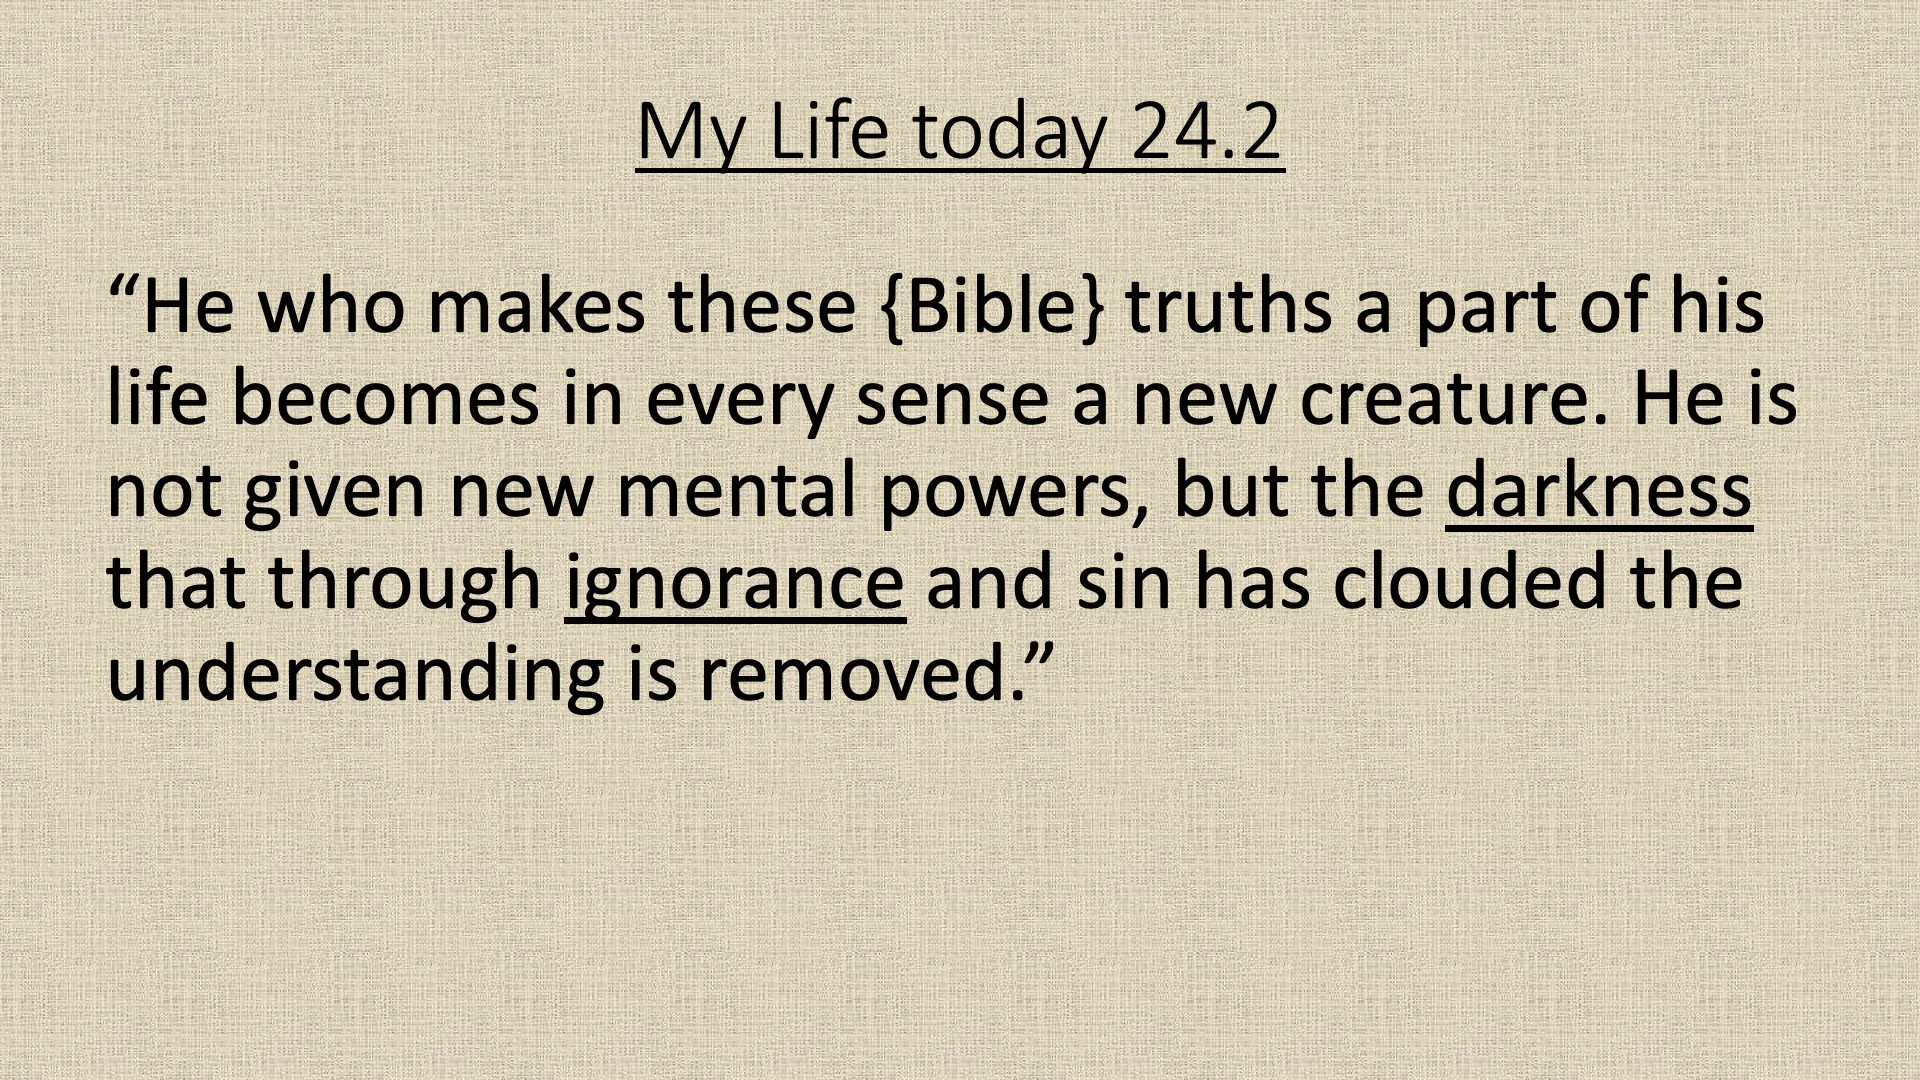 My Life today 24.2
“He who makes these {Bible} truths a part of his
life becomes in every sense a new creature. He is
not given new mental powers, but the darkness
that through ignorance and sin has clouded the
understanding is removed.”